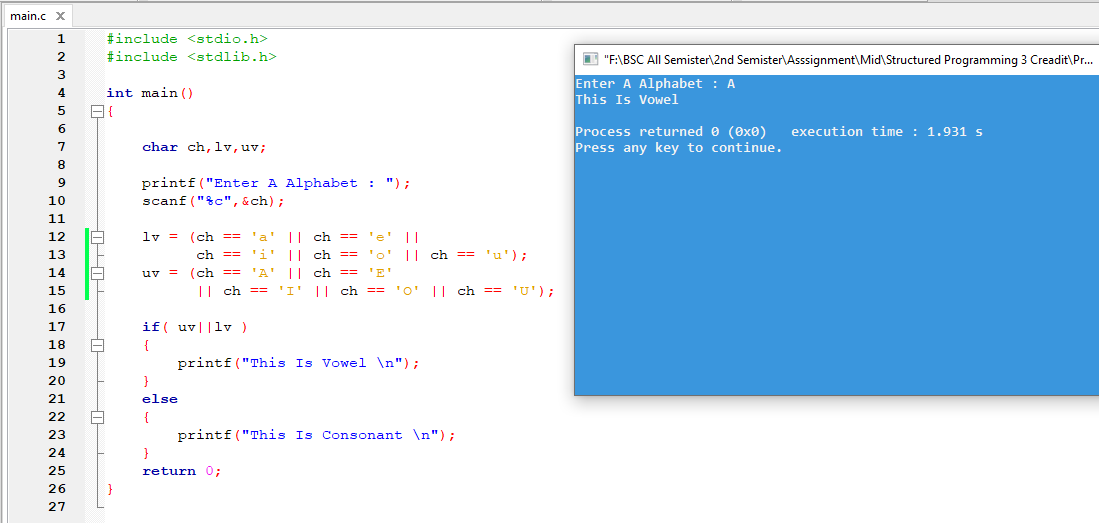 main.c X
1 #include <stdio.h>
2 #include <stdlib.h>
3
4 int main()
5 {
6
7 char ch,lv,uv;
8
9 printf("Enter A Alphabet : ");
10 scanf("%c",&ch);
11
12 lv = (ch == 'a' || ch == 'e' ||
13 ch == 'i' || ch == 'o' || ch == 'u');
14 uv = (ch == 'A' || ch == 'E'
15 || ch == 'I' || ch == 'O' || ch == 'U');
16
17 if( uv||lv )
18 {
19 printf("This Is Vowel \n");
20 }
21 else
22 {
23 printf("This Is Consonant \n");
24 }
25 return 0;
26 }
27
"F:\BSC All Semister\2nd Semister\Asssignment\Mid\Structured Programming 3 Creadit\Pr...
Enter A Alphabet : A
This Is Vowel
Process returned 0 (0x0) execution time : 1.931 s
Press any key to continue.